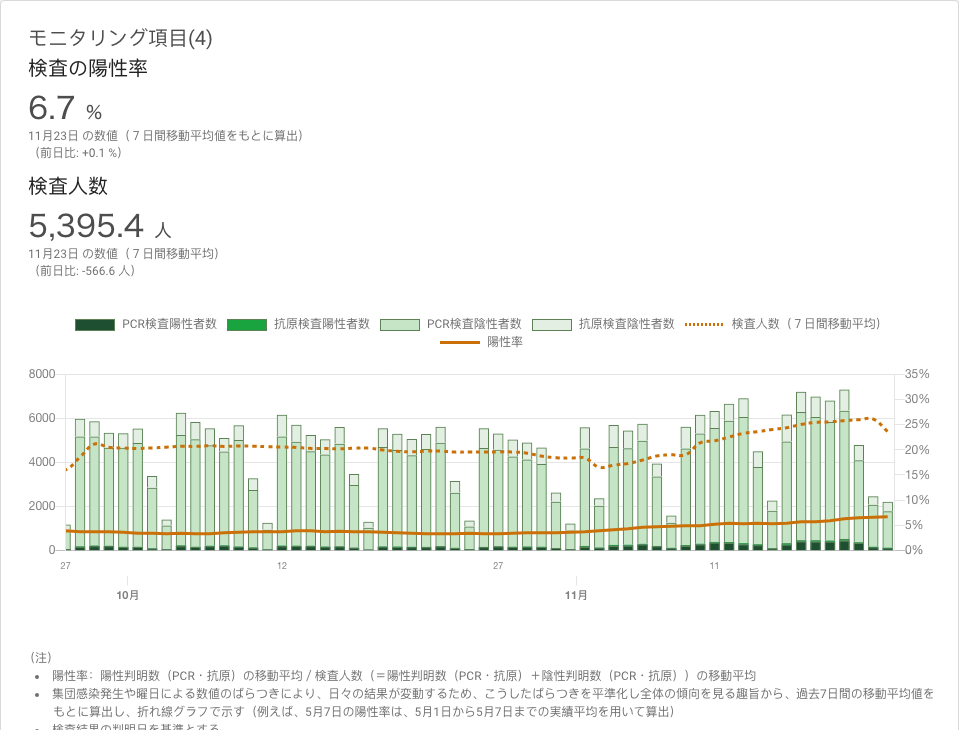 モニタリング項目(4)
検査の陽性率
6.7 %
11月23日 の数値（７日間移動平均値をもとに算出）
（前日比: +0.1 %）
検査人数
5,395.4 人
11月23日 の数値（７日間移動平均）
（前日比: -566.6 人）
PCR検査陽性者数 抗原検査陽性者数 PCR検査陰性者数 抗原検査陰性者数 検査人数（７日間移動平均）
陽性率
8000 35%
30%
6000 25%
4000 20%
15%
2000 10%
5%
0 0%
27 12 27 11
10月 11月
（注）
• 陽性率：陽性判明数（PCR・抗原）の移動平均 / 検査人数（＝陽性判明数（PCR・抗原）＋陰性判明数（PCR・抗原））の移動平均
• 集団感染発生や曜日による数値のばらつきにより、日々の結果が変動するため、こうしたばらつきを平準化し全体の傾向を見る趣旨から、過去7日間の移動平均値を
もとに算出し、折れ線グラフで示す（例えば、5月7日の陽性率は、5月1日から5月7日までの実績平均を用いて算出）
• 検査結果の判明日を基準とする